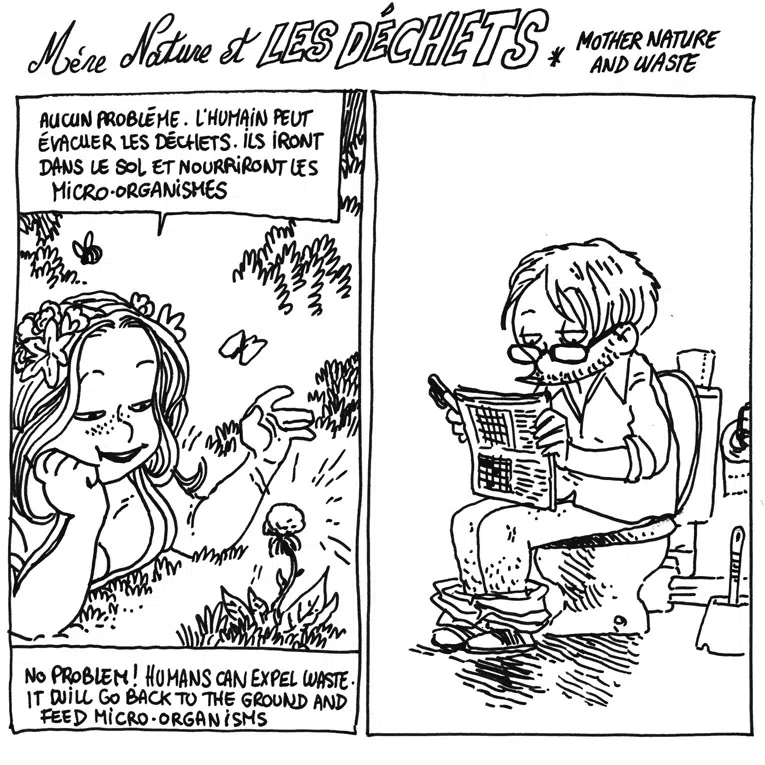 Mére Nature et LES DÉCHETS * MOTHER NATURE
AND WASTE
AUCUN PROBLÉME. L'HUMAIN PEUT
ÉVACUER LES DÉCHETS. ILS IRONT
DANS LE SOL ET NOURRIRONT LES
MICRO-ORGANISMES
NO PROBLEM! HUMANS CAN EXPEL WASTE.
IT WILL GO BACK TO THE GROUND AND
FEED MICRO-ORGANISMS